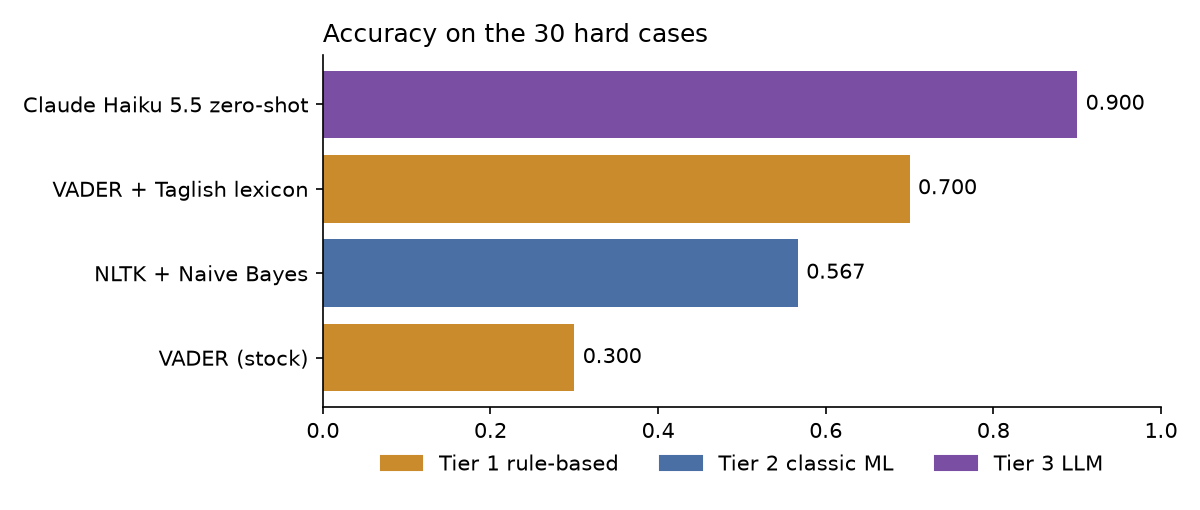 Accuracy on the 30 hard cases
Claude Haiku 5.5 zero-shot
0.900
VADER + Taglish lexicon
0.700
NLTK + Naive Bayes
0.567
VADER (stock)
0.300
0.0 0.2 0.4 0.6 0.8 1.0
Tier 1 rule-based Tier 2 classic ML Tier 3 LLM